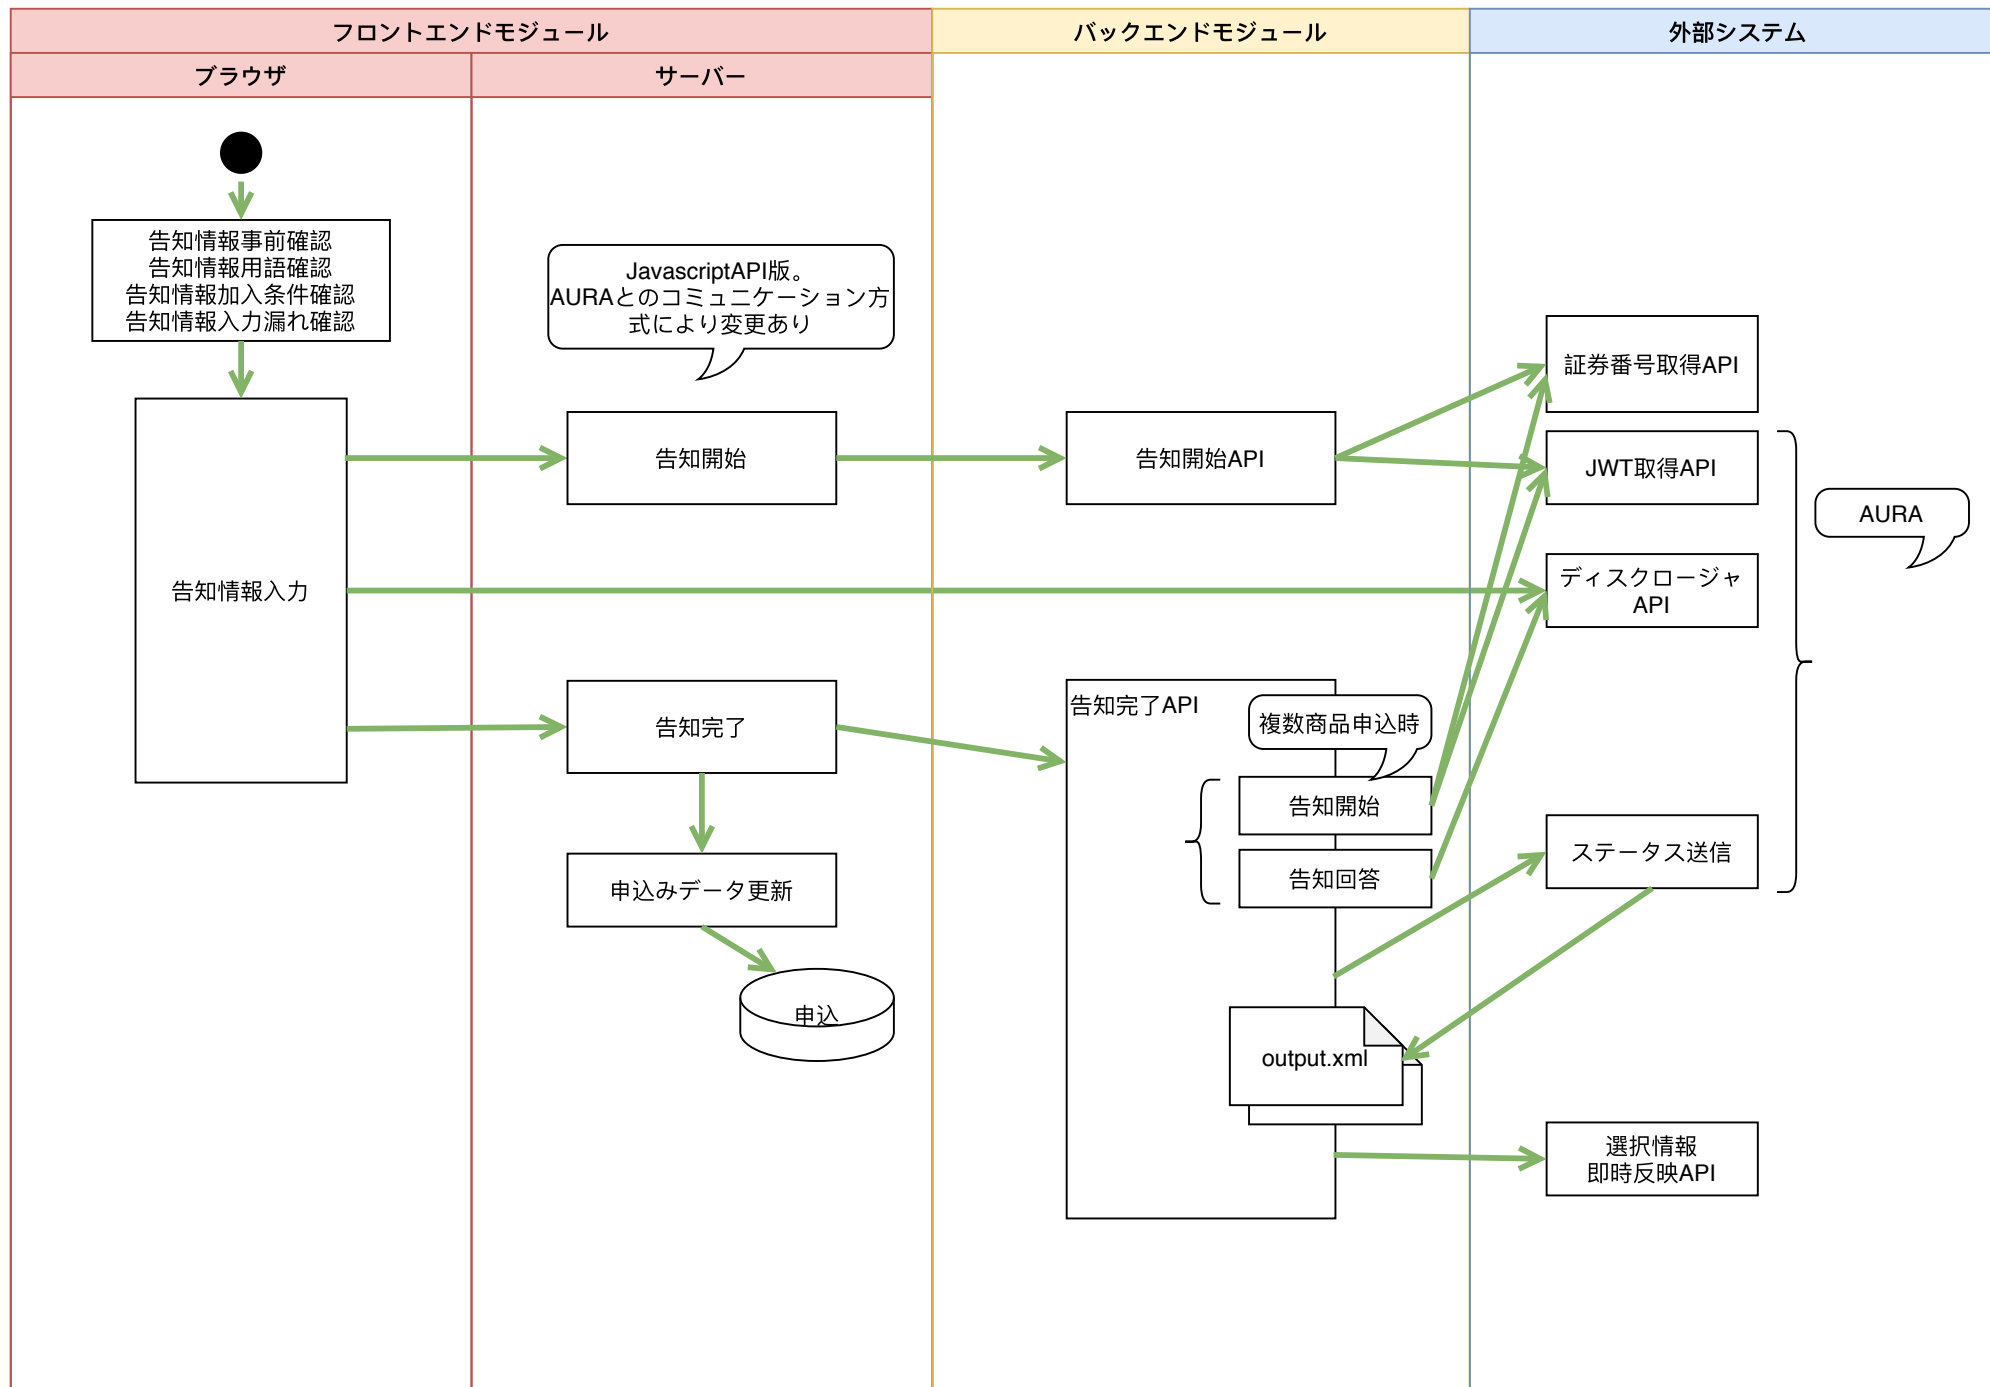 フロントエンドモジュール
バックエンドモジュール
外部システム
ブラウザ
サーバー
告知情報事前確認
告知情報用語確認
告知情報加入条件確認
告知情報入力漏れ確認
JavascriptAPI版。
AURAとのコミュニケーション方
式により変更あり
証券番号取得API
告知開始
告知開始API
JWT取得API
AURA
告知情報入力
ディスクロージャ
API
告知完了
告知完了API
複数商品申込時
告知開始
告知回答
ステータス送信
申込みデータ更新
申込
output.xml
選択情報
即時反映API